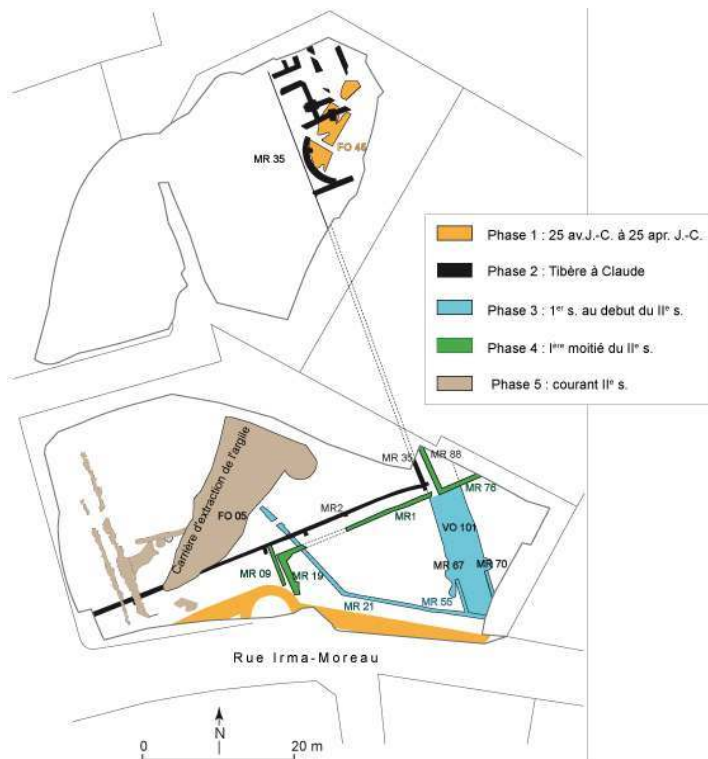 MR 35
FO 46
Phase 1 : 25 av.J.-C. à 25 apr. J.-C.
Phase 2 : Tibère à Claude
Phase 3 : 1er s. au debut du IIe s.
Phase 4 : Ière moitié du IIe s.
Phase 5 : courant IIe s.
MR 35
MR 88
MR 76
Carrière d'extraction de l'argile
FO 05
MR2
MR1
VO 101
MR 09
MR 19
MR 67
MR 70
MR 21
MR 55
Rue Irma-Moreau
N
0 20 m